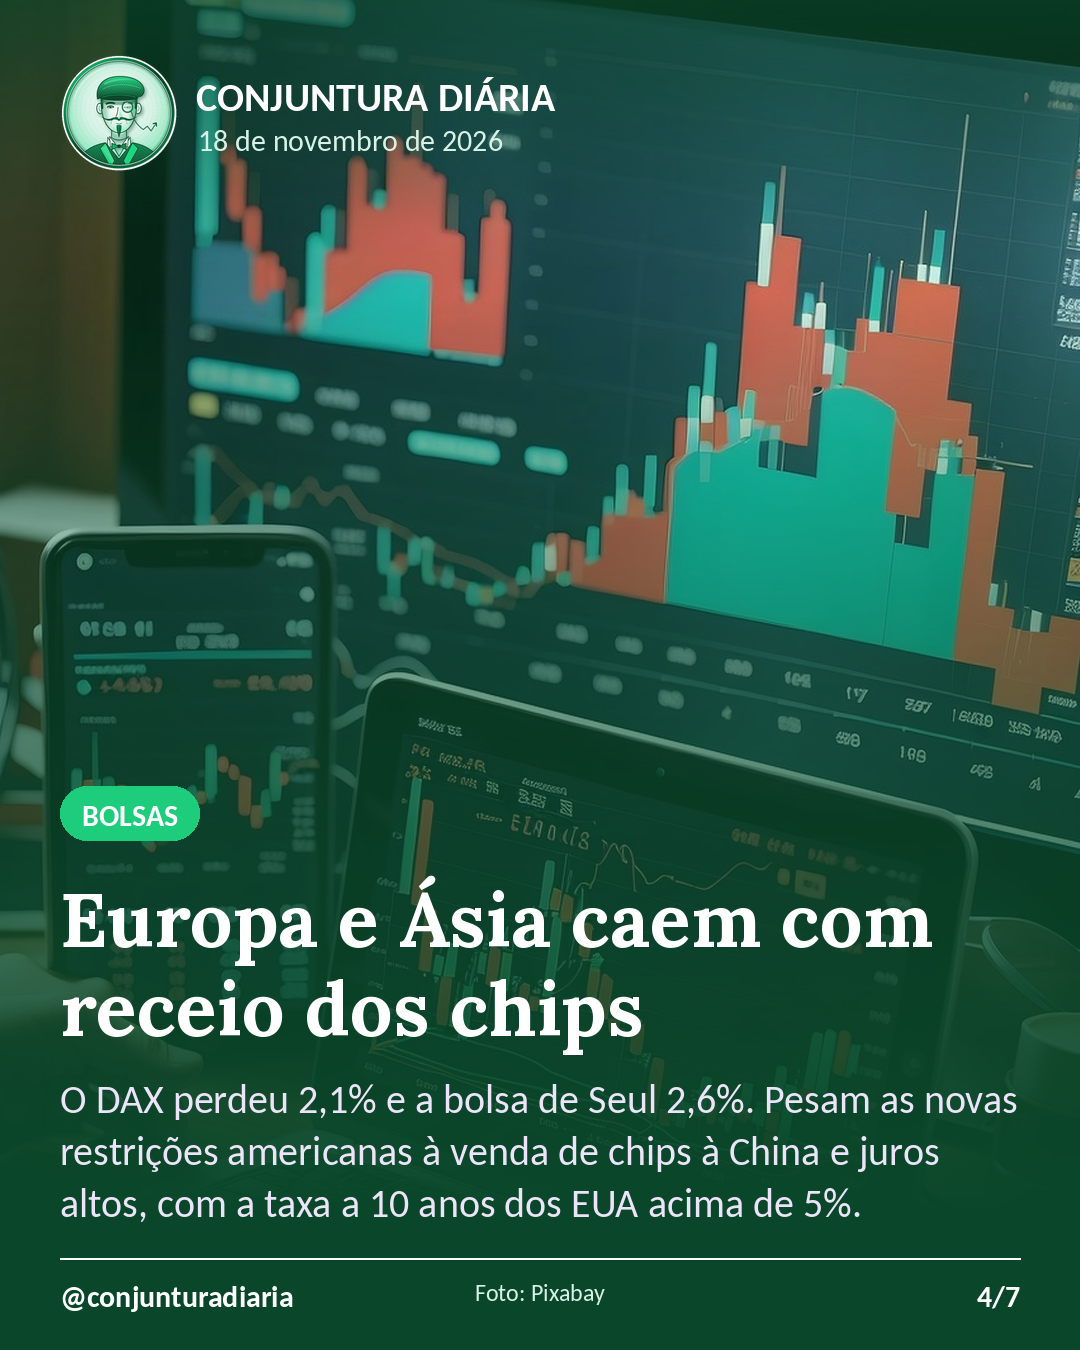 CONJUNTURA DIÁRIA
18 de novembro de 2026
BOLSAS
Europa e Ásia caem com
receio dos chips
O DAX perdeu 2,1% e a bolsa de Seul 2,6%. Pesam as novas
restrições americanas à venda de chips à China e juros
altos, com a taxa a 10 anos dos EUA acima de 5%.
@conjunturadiaria
Foto: Pixabay
4/7